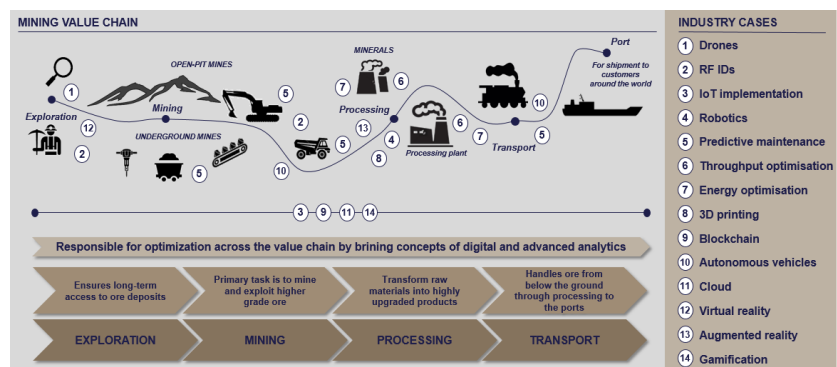 MINING VALUE CHAIN
OPEN-PIT MINES
MINERALS
Port
For shipment to
customers
around the world
1
5
7
6
10
Exploration
Mining
2
Processing
12
13
4
6
7
5
UNDERGROUND MINES
Processing plant
Transport
2
5
10
5
8
3
9
11
14
Responsible for optimization across the value chain by brining concepts of digital and advanced analytics
Ensures long-term
access to ore deposits
Primary task is to mine
and exploit higher
grade ore
Transform raw
materials into highly
upgraded products
Handles ore from
below the ground
through processing to
the ports
EXPLORATION
MINING
PROCESSING
TRANSPORT
INDUSTRY CASES
1 Drones
2 RF IDs
3 IoT implementation
4 Robotics
5 Predictive maintenance
6 Throughput optimisation
7 Energy optimisation
8 3D printing
9 Blockchain
10 Autonomous vehicles
11 Cloud
12 Virtual reality
13 Augmented reality
14 Gamification